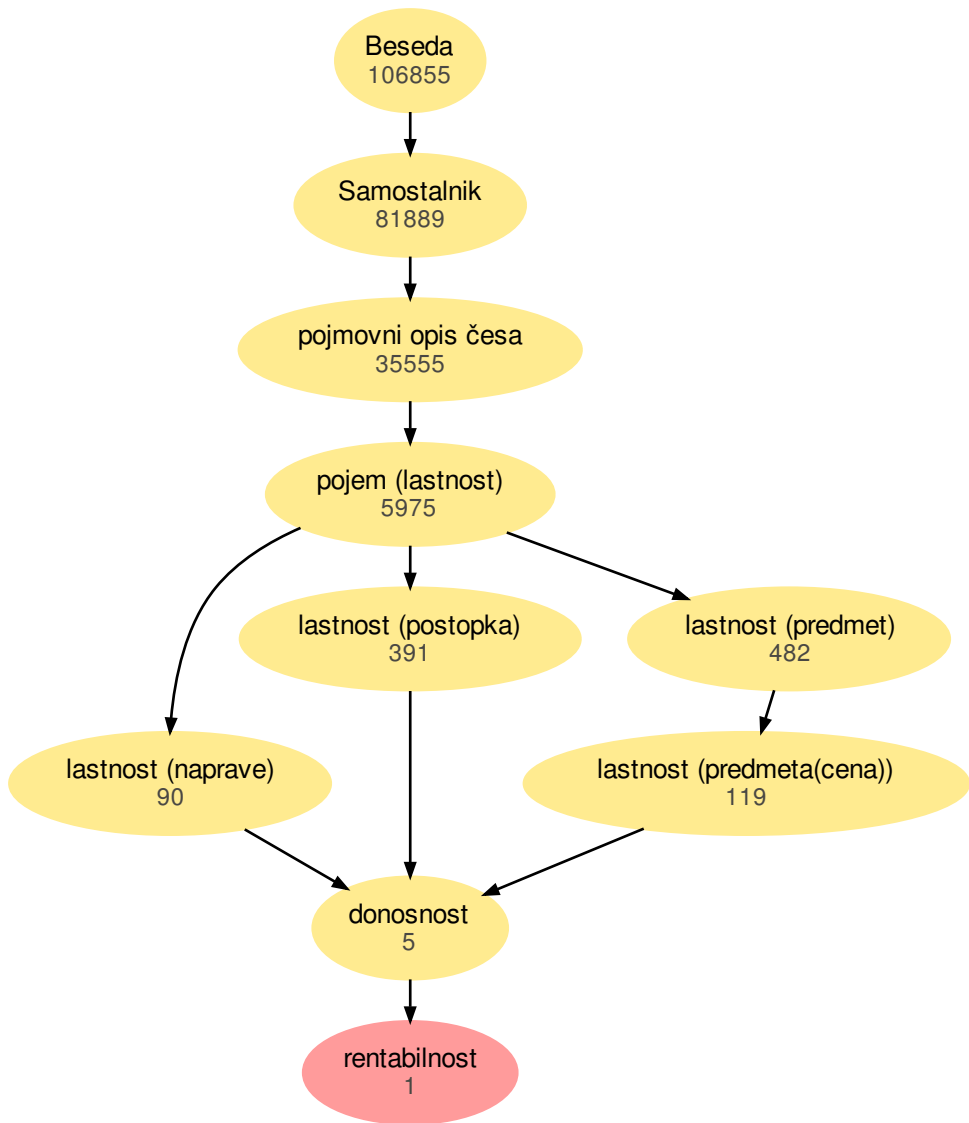 Beseda
106855
Samostalnik
81889
pojmovni opis česa
35555
pojem (lastnost)
5975
lastnost (postopka)
391
lastnost (predmet)
482
lastnost (naprave)
90
lastnost (predmeta(cena))
119
donosnost
5
rentabilnost
1